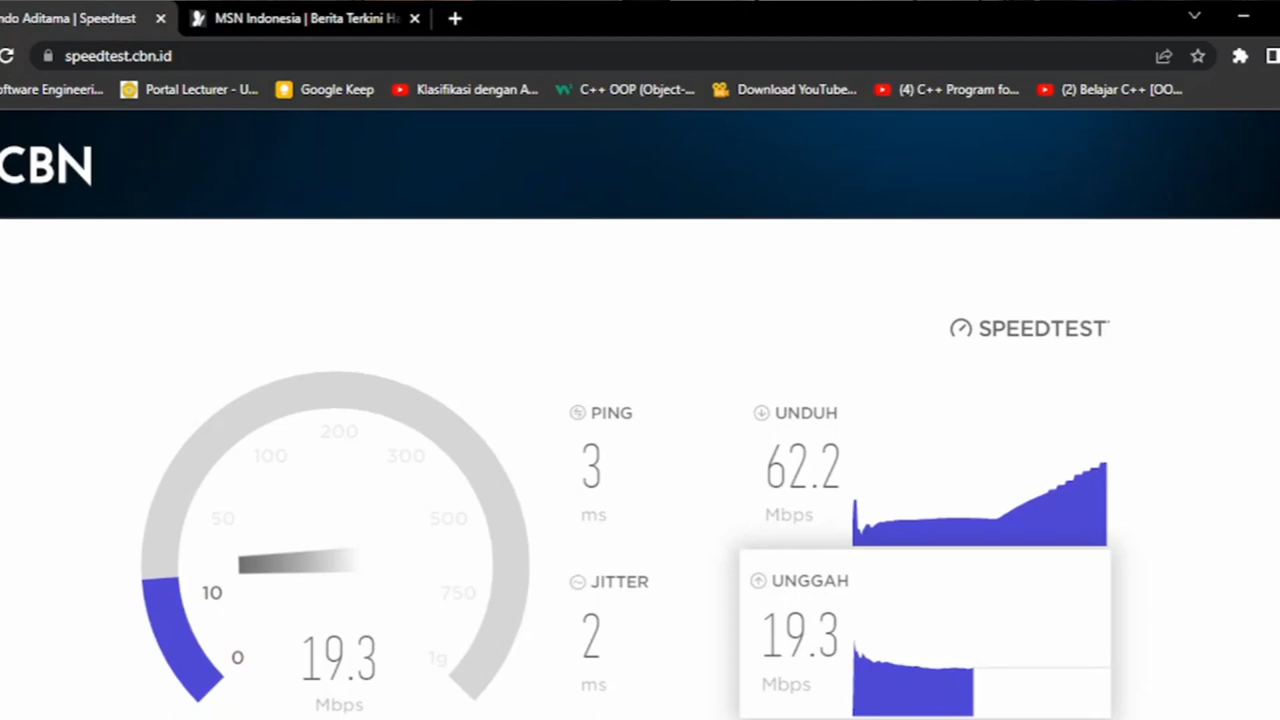 ndo Aditama | Speedtest
MSN Indonesia | Berita Terkini Ha
speedtest.cbn.id
oftware Engineeri...
Portal Lecturer - U...
Google Keep
Klasifikasi dengan A...
C++ OOP (Object-...
Download YouTube...
(4) C++ Program fo...
(2) Belajar C++ [OO...
CBN
SPEEDTEST
PING
3
ms
UNDUH
62.2
Mbps
JITTER
2
ms
UNGGAH
19.3
Mbps
0
10
50
100
200
300
500
750
1g
19.3
Mbps